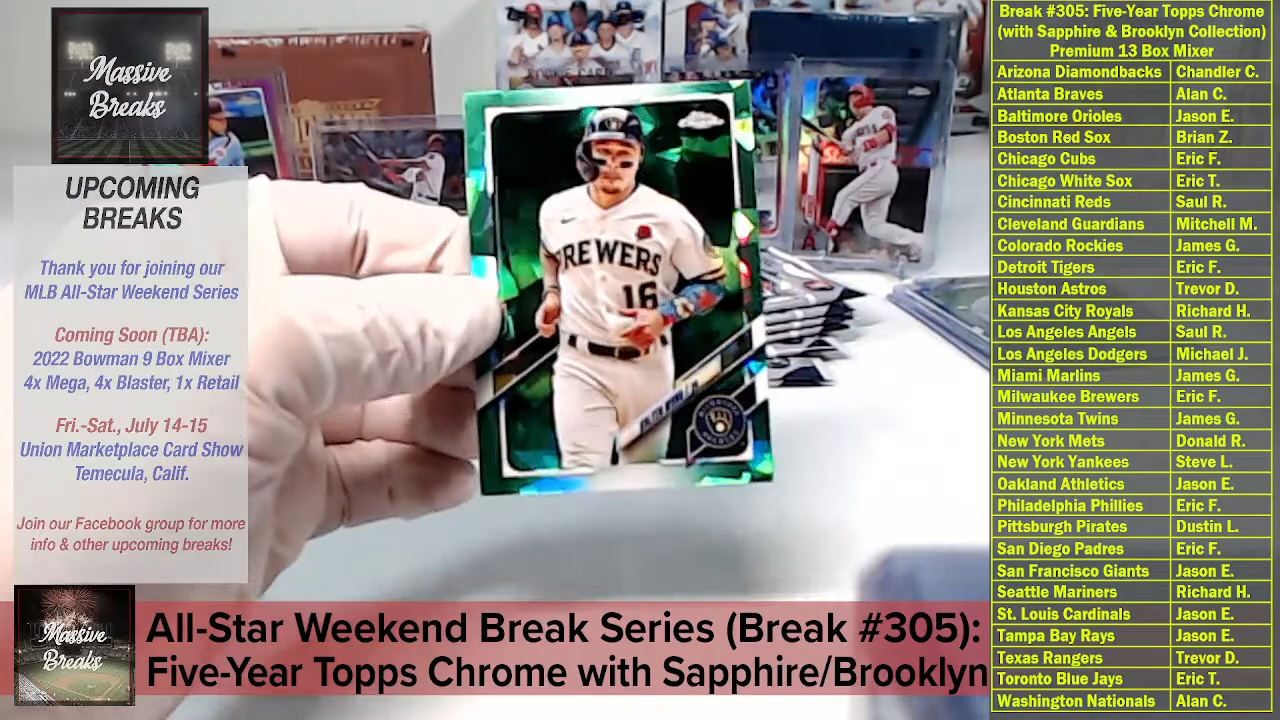 Massive
Breaks
UPCOMING
BREAKS
Thank you for joining our
MLB All-Star Weekend Series
Coming Soon (TBA):
2022 Bowman 9 Box Mixer
4x Mega, 4x Blaster, 1x Retail
Fri.-Sat., July 14-15
Union Marketplace Card Show
Temecula, Calif.
Join our Facebook group for more
info & other upcoming breaks!
Massive
Breaks
ROOKIE CARD
Chrome
BREWERS
16
All-Star Weekend Break Series (Break #305):
Five-Year Topps Chrome with Sapphire/Brooklyn
Break #305: Five-Year Topps Chrome
(with Sapphire & Brooklyn Collection)
Premium 13 Box Mixer
Arizona Diamondbacks Chandler C.
Atlanta Braves Alan C.
Baltimore Orioles Jason E.
Boston Red Sox Brian Z.
Chicago Cubs Eric F.
Chicago White Sox Eric T.
Cincinnati Reds Saul R.
Cleveland Guardians Mitchell M.
Colorado Rockies James G.
Detroit Tigers Eric F.
Houston Astros Trevor D.
Kansas City Royals Richard H.
Los Angeles Angels Saul R.
Los Angeles Dodgers Michael J.
Miami Marlins James G.
Milwaukee Brewers Eric F.
Minnesota Twins James G.
New York Mets Donald R.
New York Yankees Steve L.
Oakland Athletics Jason E.
Philadelphia Phillies Eric F.
Pittsburgh Pirates Dustin L.
San Diego Padres Eric F.
San Francisco Giants Jason E.
Seattle Mariners Richard H.
St. Louis Cardinals Jason E.
Tampa Bay Rays Jason E.
Texas Rangers Trevor D.
Toronto Blue Jays Eric T.
Washington Nationals Alan C.